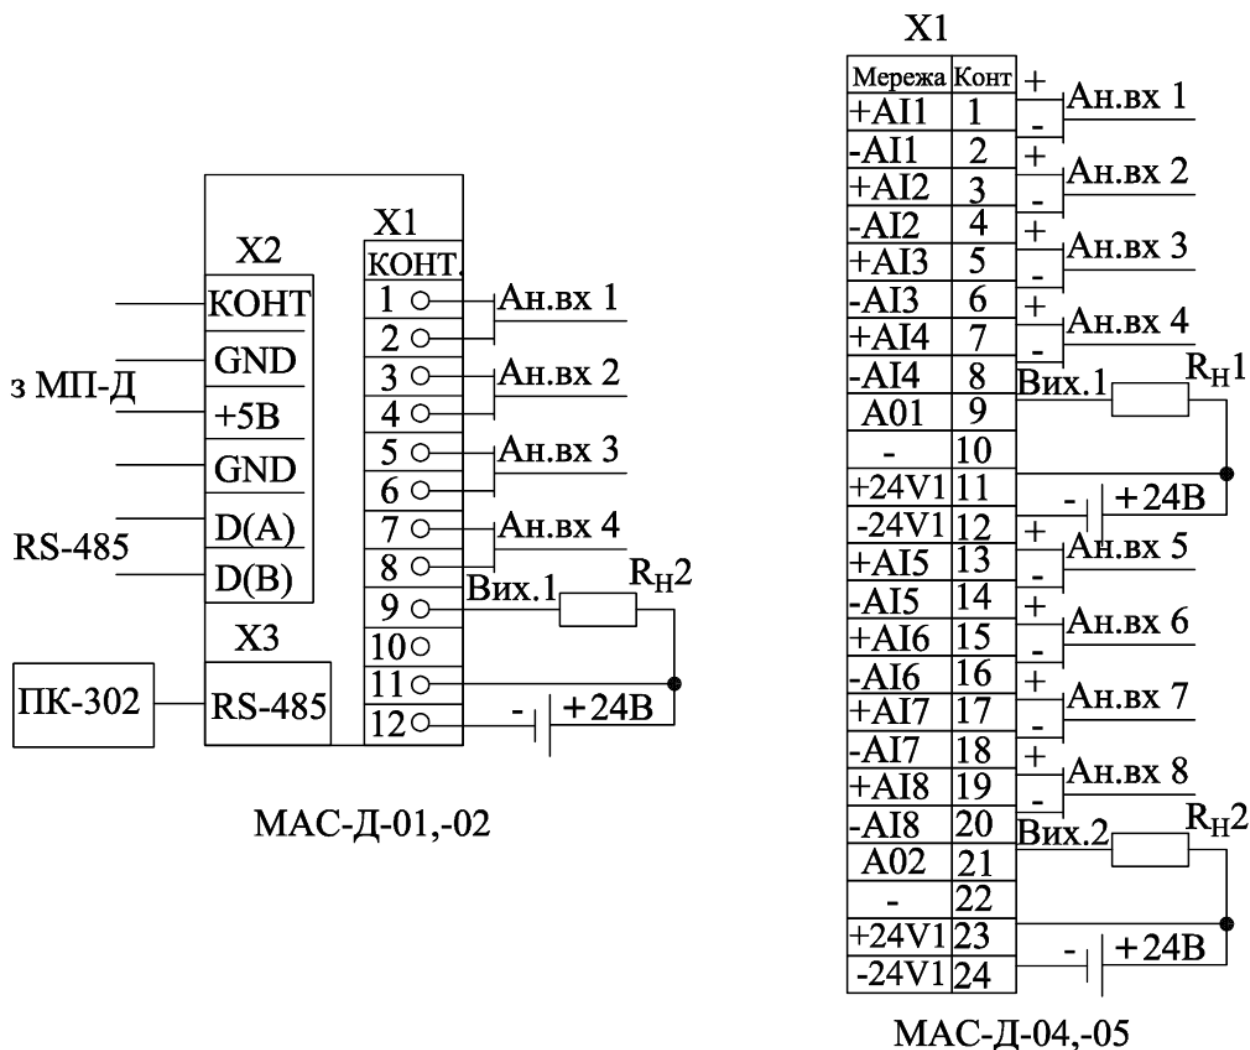 X2
КОНТ
GND
+5В
GND
D(A)
D(B)
з МП-Д
RS-485
X3
RS-485
ПК-302
X1
КОНТ.
1
2
3
4
5
6
7
8
9
10
11
12
Ан.вх 1
Ан.вх 2
Ан.вх 3
Ан.вх 4
Вих.1
RН2
- +24В
МАС-Д-01,-02
X1
Мережа Конт
+AI1 1
-AI1 2
+AI2 3
-AI2 4
+AI3 5
-AI3 6
+AI4 7
-AI4 8
A01 9
- 10
+24V1 11
-24V1 12
+AI5 13
-AI5 14
+AI6 15
-AI6 16
+AI7 17
-AI7 18
+AI8 19
-AI8 20
A02 21
- 22
+24V1 23
-24V1 24
+
- Ан.вх 1
+
- Ан.вх 2
+
- Ан.вх 3
+
- Ан.вх 4
Вих.1 RН1
- +24В
+
- Ан.вх 5
+
- Ан.вх 6
+
- Ан.вх 7
+
- Ан.вх 8
Вих.2 RН2
- +24В
МАС-Д-04,-05